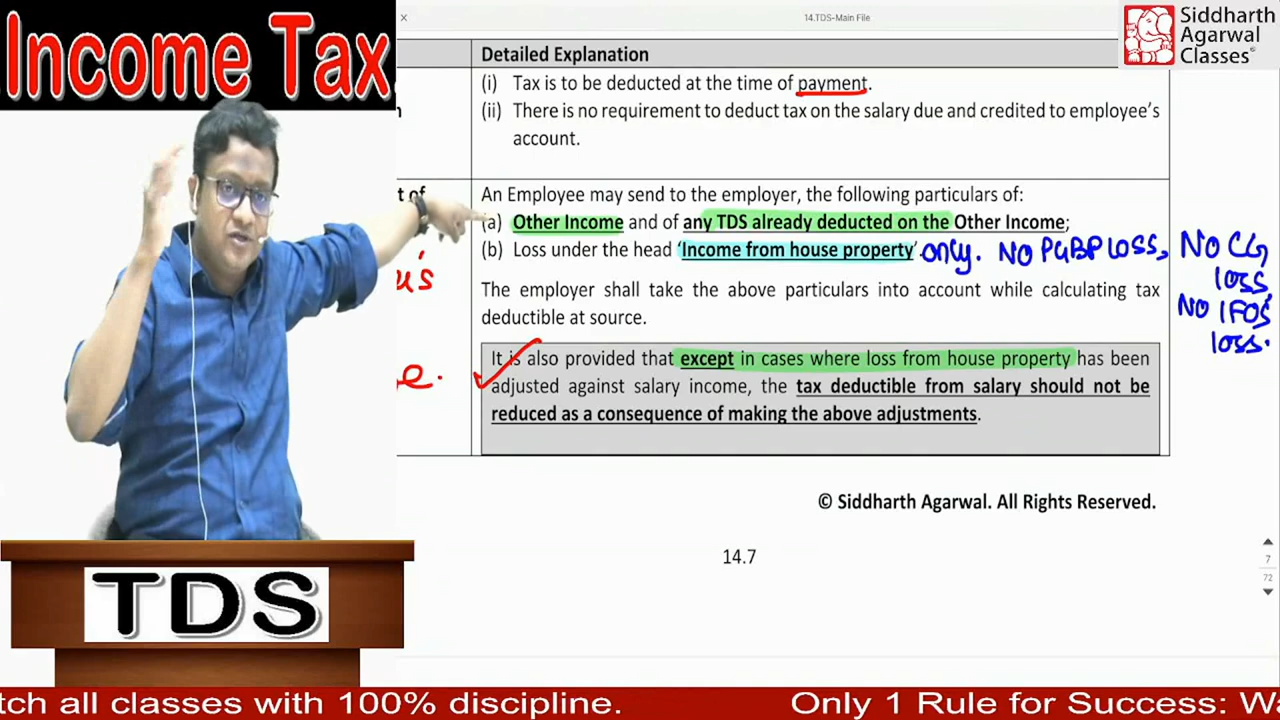 Income Tax
14.TDS-Main File
Siddharth
Agarwal
Classes
Detailed Explanation
(i) Tax is to be deducted at the time of payment.
(ii) There is no requirement to deduct tax on the salary due and credited to employee's
account.
t of
An Employee may send to the employer, the following particulars of:
(a) Other Income and of any TDS already deducted on the Other Income;
(b) Loss under the head 'Income from house property'. only. NO PGBP LOSS, NO CG
loss
NO IFOS
loss.
The employer shall take the above particulars into account while calculating tax
deductible at source.
It is also provided that except in cases where loss from house property has been
adjusted against salary income, the tax deductible from salary should not be
reduced as a consequence of making the above adjustments.
© Siddharth Agarwal. All Rights Reserved.
14.7
7
72
TDS
tch all classes with 100% discipline. Only 1 Rule for Success: Wa